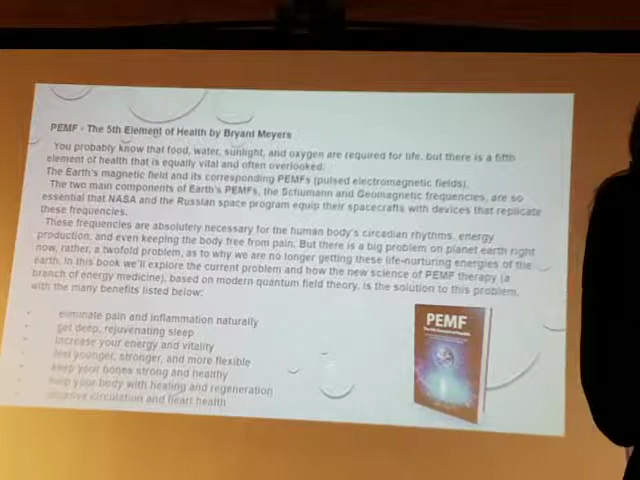 PEMF - The 5th Element of Health by Bryant Meyers
You probably know that food, water, sunlight, and oxygen are required for life, but there is a fifth
element of health that is equally vital and often overlooked:
The Earth's magnetic field and its corresponding PEMFs (pulsed electromagnetic fields).
The two main components of Earth's PEMFs, the Schumann and Geomagnetic frequencies, are so
essential that NASA and the Russian space program equip their spacecrafts with devices that replicate
these frequencies.
These frequencies are absolutely necessary for the human body's circadian rhythms, energy
production, and even keeping the body free from pain. But there is a big problem on planet earth right
now, rather, a twofold problem, as to why we are no longer getting these life-nurturing energies of the
earth. In this book we'll explore the current problem and how the new science of PEMF therapy (a
branch of energy medicine), based on modern quantum field theory, is the solution to this problem,
with the many benefits listed below:
eliminate pain and inflammation naturally
get deep, rejuvenating sleep
increase your energy and vitality
feel younger, stronger, and more flexible
keep your bones strong and healthy
help your body with healing and regeneration
improve circulation and heart health
PEMF